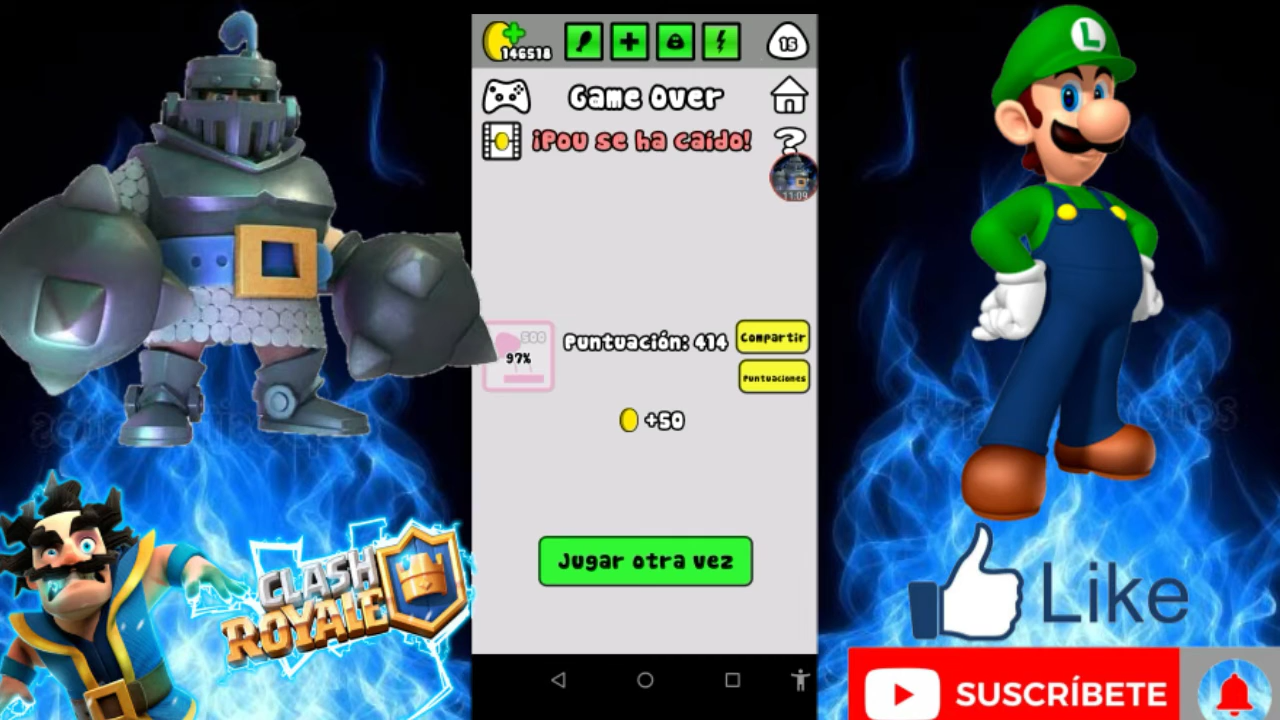 146518
15
Game Over
¡Pou se ha caído!
11:09
500
97%
Puntuación: 414
Compartir
Puntuaciones
+50
Jugar otra vez
L
CLASH
ROYALE
Like
SUSCRÍBETE